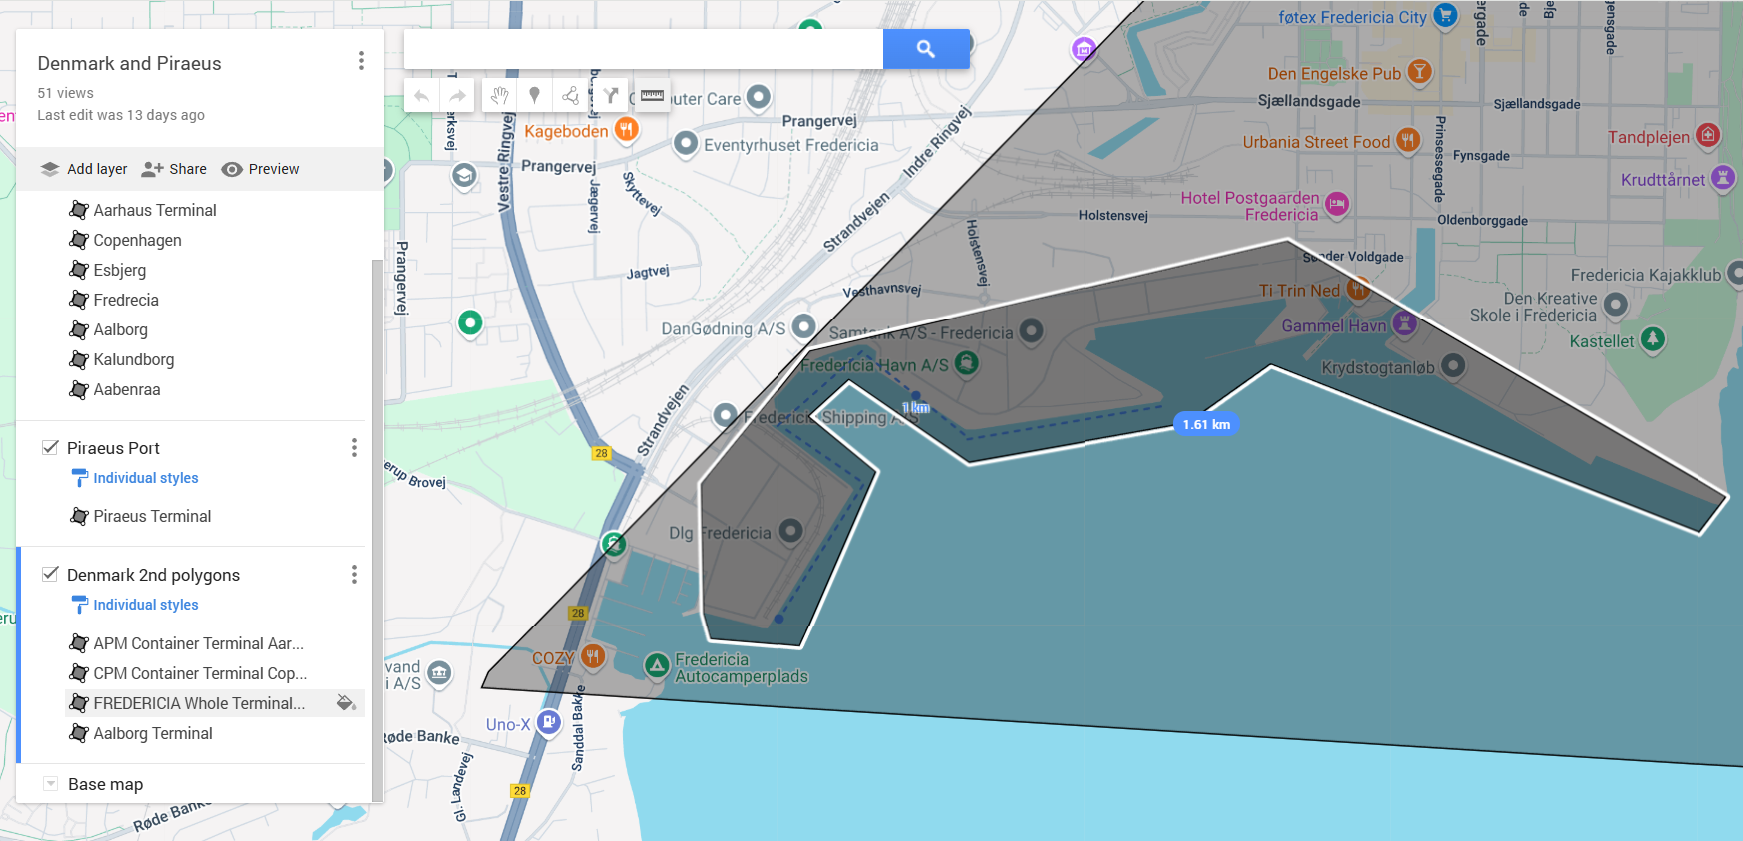 Denmark and Piraeus
51 views
Last edit was 13 days ago
Add layer
Share
Preview
Aarhaus Terminal
Copenhagen
Esbjerg
Fredrecia
Aalborg
Kalundborg
Aabenraa
Piraeus Port
Individual styles
Piraeus Terminal
Denmark 2nd polygons
Individual styles
APM Container Terminal Aar...
CPM Container Terminal Cop...
FREDERICIA Whole Terminal...
Aalborg Terminal
Base map
føtex Fredericia City
Den Engelske Pub
Sjællandsgade
Sjællandsgade
Prangervej
Kageboden
Eventyrhuset Fredericia
Prangervej
Indre Ringvej
Vestre Ringvej
Jægervej
Skyttevej
Urbania Street Food
Prinsessegade
Tandplejen
Fynsgade
Krudttårnet
Hotel Postgaarden
Fredericia
Holstensvej
Oldenborggade
Strandvejen
Holstensvej
Prangervej
Jagtvej
Sønder Voldgade
Fredericia Kajakklub
Vesthavnsvej
Ti Trin Ned
Den Kreative
Skole i Fredericia
DanGødning A/S
Samtank A/S - Fredericia
Gammel Havn
Kastellet
Fredericia Havn A/S
Krydstogtanløb
1 km
Fredericia Shipping A/S
1.61 km
Strandvejen
28
erup Brovej
Dlg Fredericia
28
COZY
Fredericia
Autocamperplads
vand
i A/S
Uno-X
Sanddal Bakke
Røde Banke
Gl. Landevej
28
Røde Banke